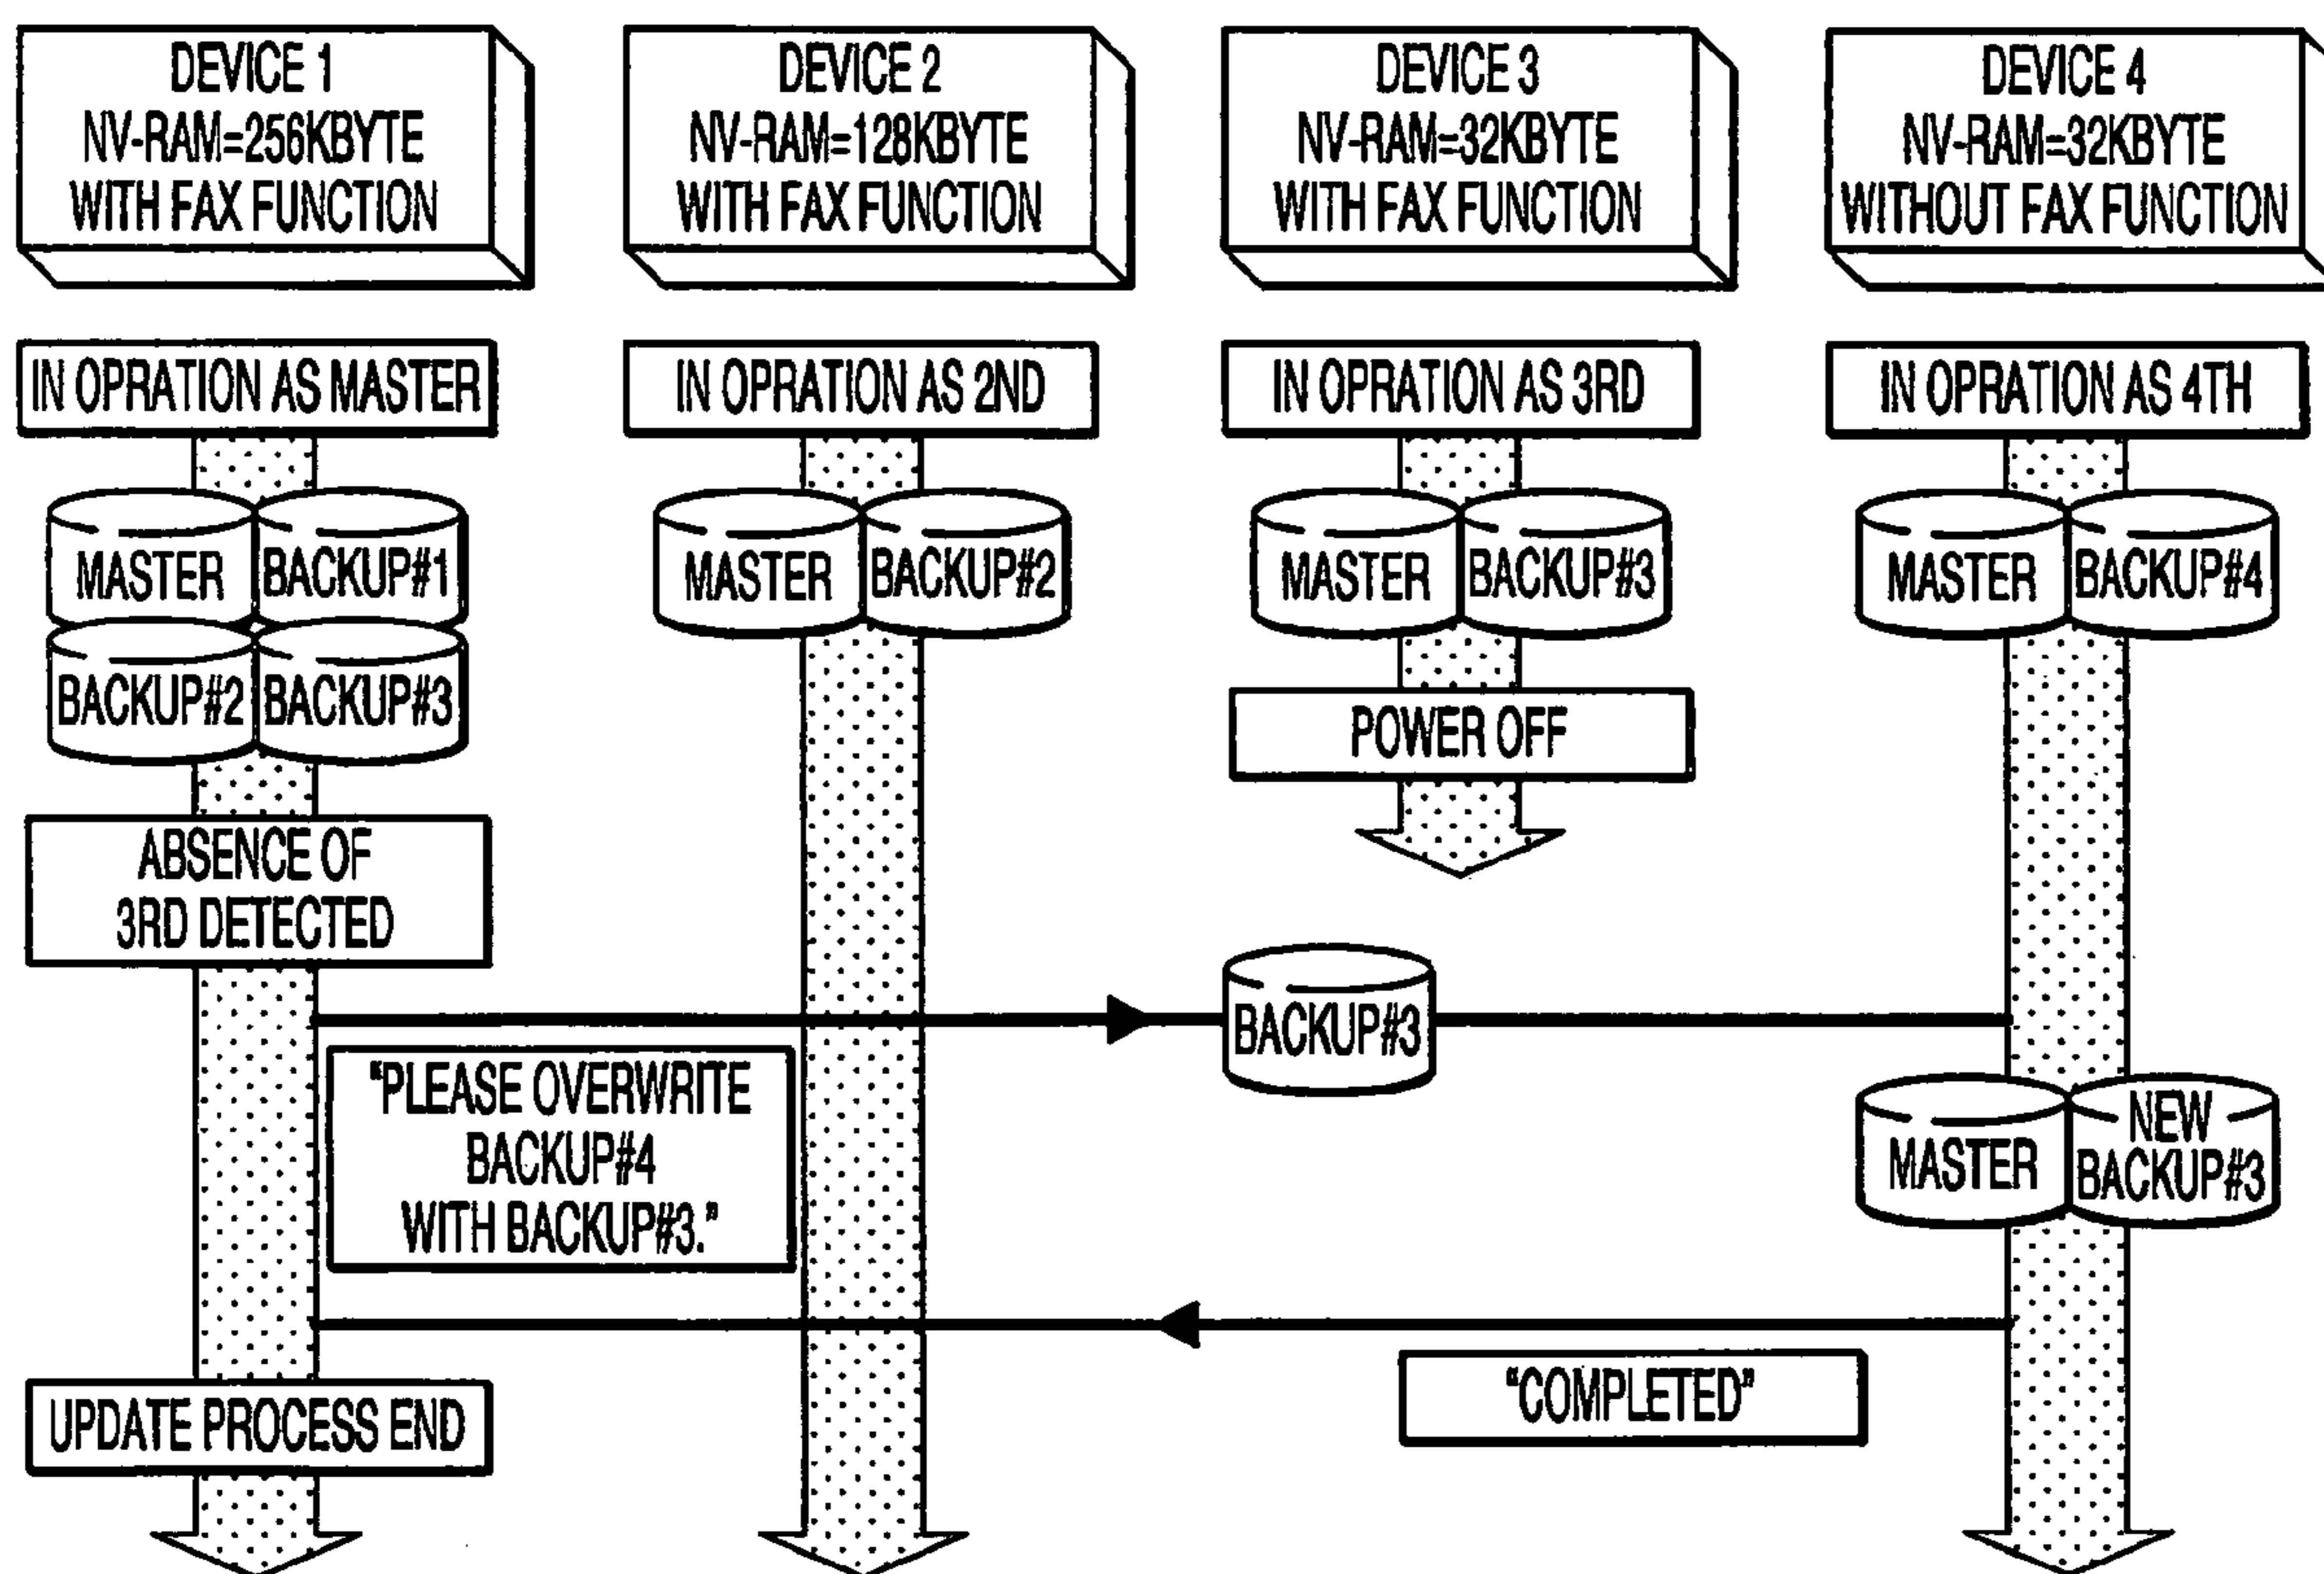 DEVICE 1
NV-RAM=256KBYTE
WITH FAX FUNCTION
DEVICE 2
NV-RAM=128KBYTE
WITH FAX FUNCTION
DEVICE 3
NV-RAM=32KBYTE
WITH FAX FUNCTION
DEVICE 4
NV-RAM=32KBYTE
WITHOUT FAX FUNCTION
IN OPRATION AS MASTER
IN OPRATION AS 2ND
IN OPRATION AS 3RD
IN OPRATION AS 4TH
MASTER
BACKUP#1
MASTER
BACKUP#2
MASTER
BACKUP#3
MASTER
BACKUP#4
BACKUP#2
BACKUP#3
POWER OFF
ABSENCE OF
3RD DETECTED
BACKUP#3
"PLEASE OVERWRITE
BACKUP#4
WITH BACKUP#3."
MASTER
NEW
BACKUP#3
"COMPLETED"
UPDATE PROCESS END